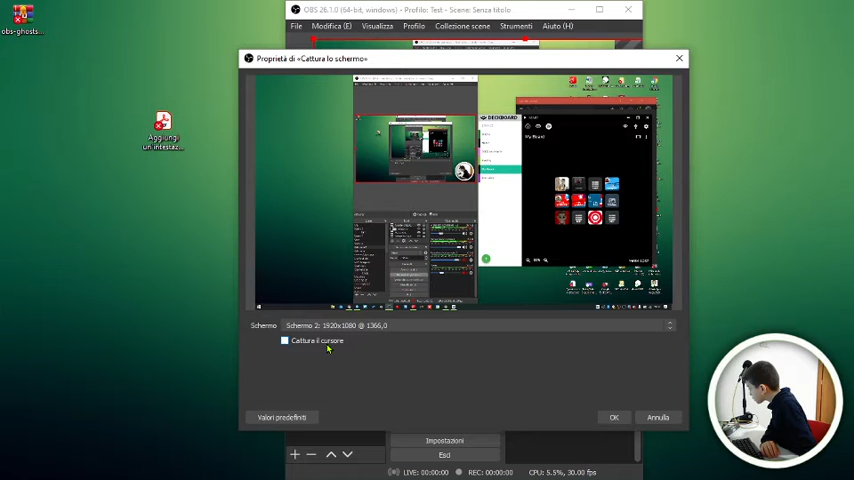 OBS 26.1.0 (64-bit, windows) - Profilo: Test - Scene: Senza titolo
File Modifica (E) Visualizza Profilo Collezione scene Strumenti Aiuto (H)
obs-ghosts...
Proprietà di «Cattura lo schermo»
Aggiungi
un intestaz...
DECKBOARD
My Board
Schermo Schermo 2: 1920x1080 @ 1366,0
Cattura il cursore
Valori predefiniti OK Annulla
Impostazioni
Esci
LIVE: 00:00:00 REC: 00:00:00 CPU: 5.5%, 30.00 fps